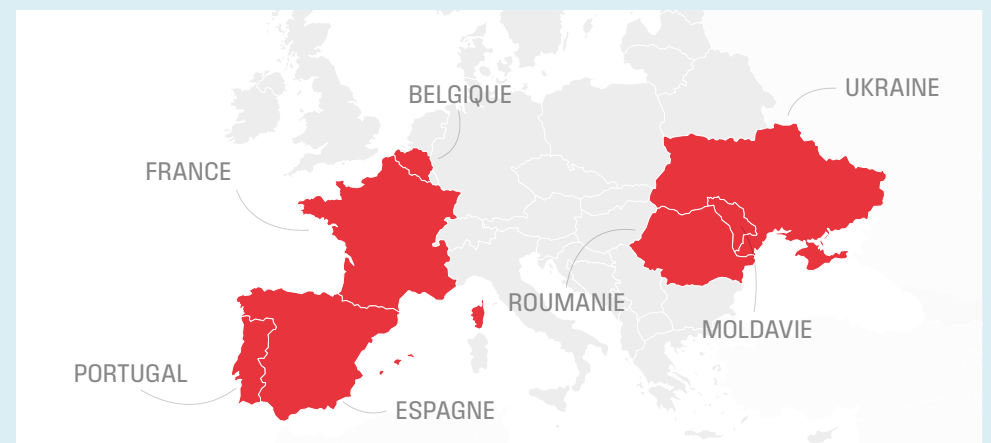 UKRAINE
BELGIQUE
FRANCE
ROUMANIE
MOLDAVIE
PORTUGAL
ESPAGNE